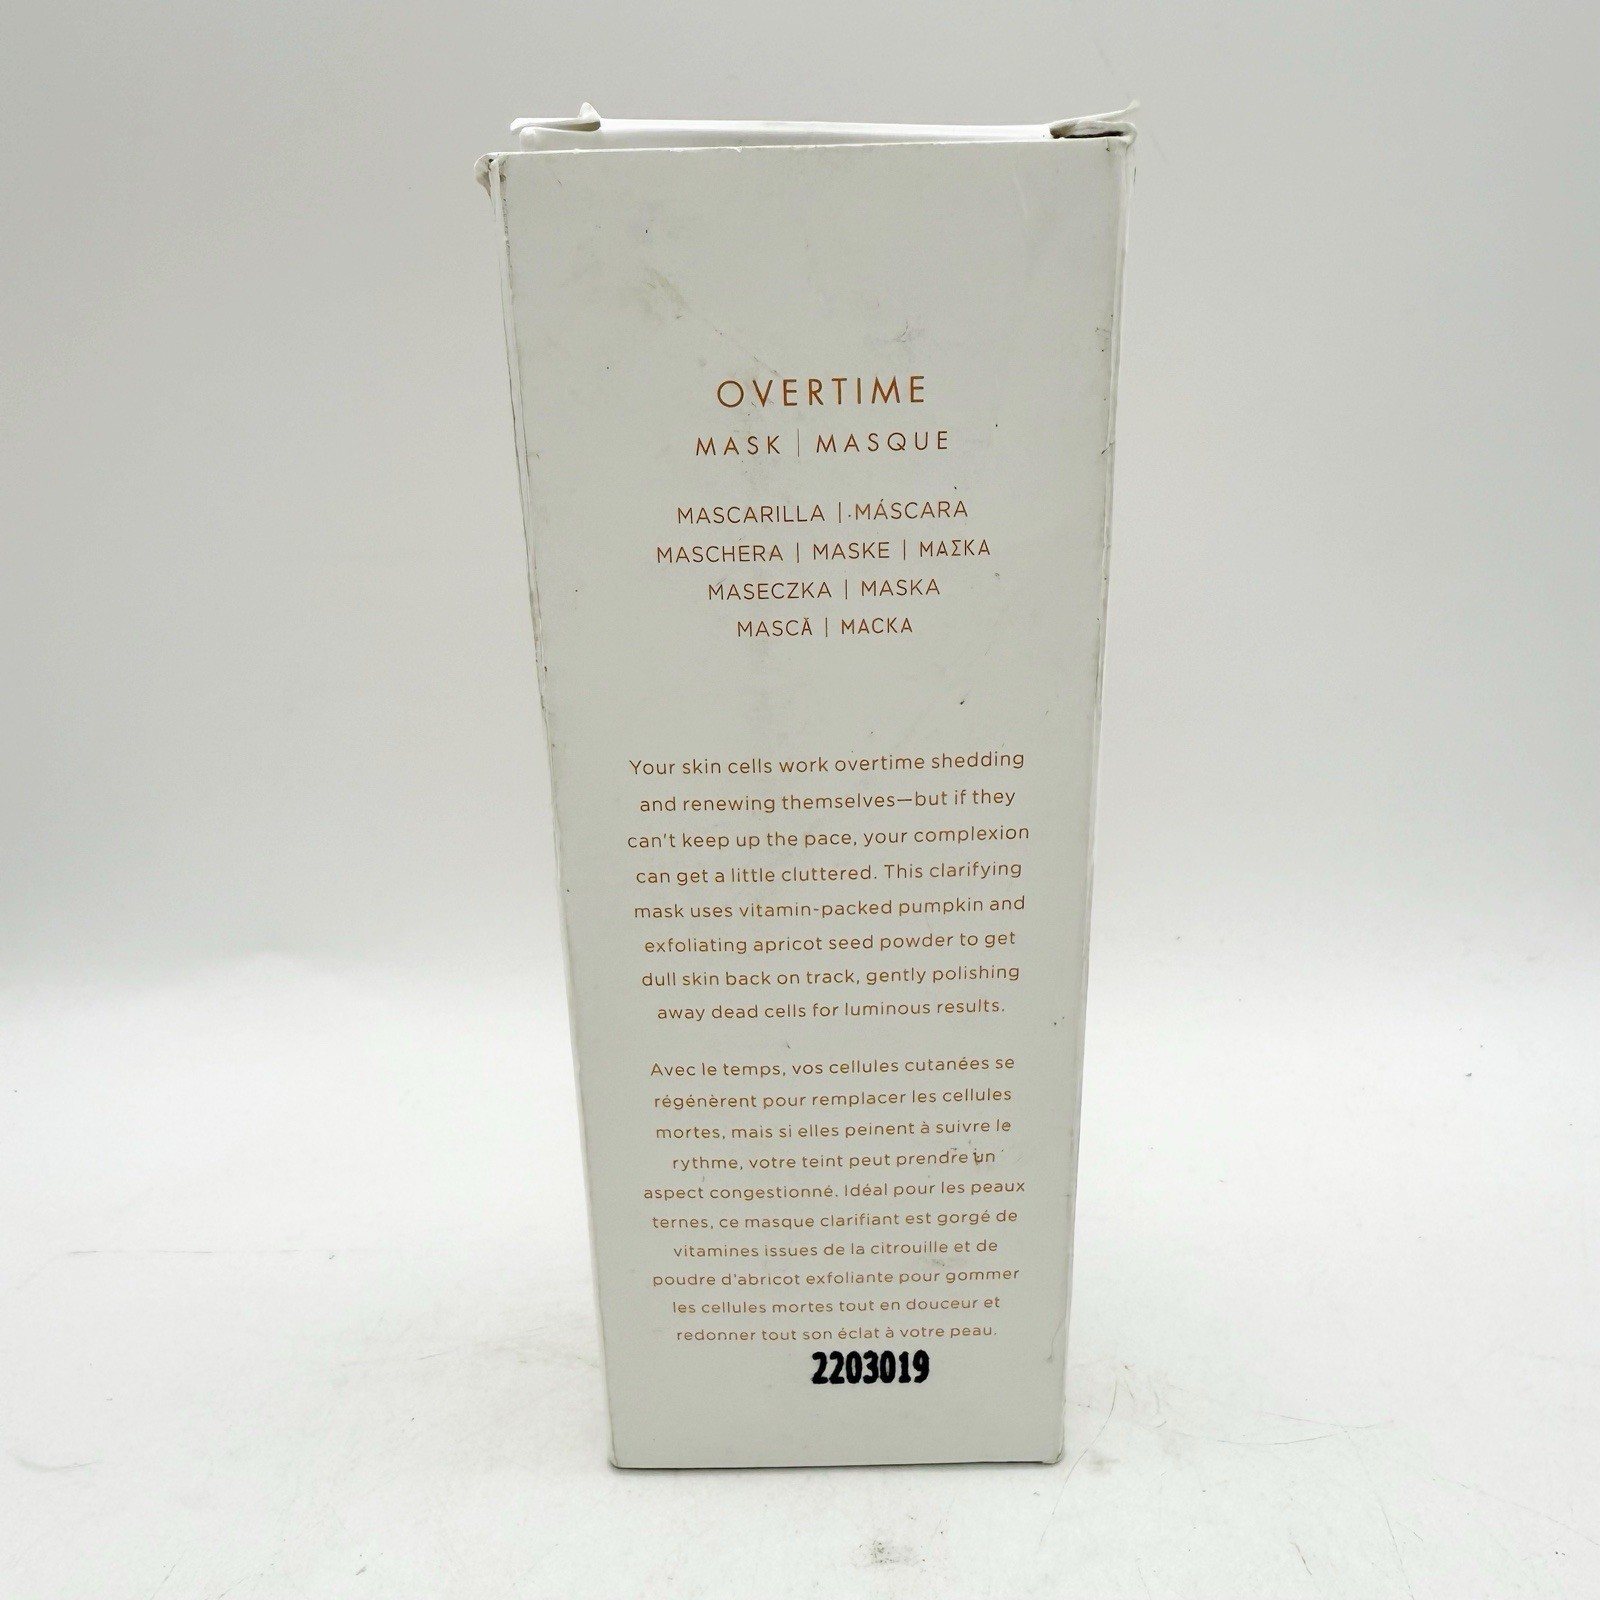 OVERTIME
MASK | MASQUE
MASCARILLA | MÁSCARA
MASCHERA | MASKE | ΜΑΣΚΑ
MASECZKA | MASKA
MASCĂ | МАСКА
Your skin cells work overtime shedding
and renewing themselves—but if they
can't keep up the pace, your complexion
can get a little cluttered. This clarifying
mask uses vitamin-packed pumpkin and
exfoliating apricot seed powder to get
dull skin back on track, gently polishing
away dead cells for luminous results.
Avec le temps, vos cellules cutanées se
régénèrent pour remplacer les cellules
mortes, mais si elles peinent à suivre le
rythme, votre teint peut prendre un
aspect congestionné. Idéal pour les peaux
ternes, ce masque clarifiant est gorgé de
vitamines issues de la citrouille et de
poudre d'abricot exfoliante pour gommer
les cellules mortes tout en douceur et
redonner tout son éclat à votre peau.
2203019